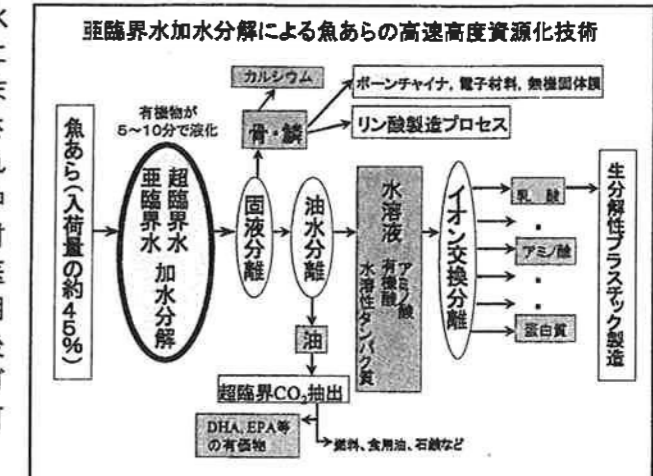 亜臨界水加水分解による魚あらの高速高度資源化技術
カルシウム
ボーンチャイナ, 電子材料, 無機固体膜
有機物が
5〜10分で液化
骨・鱗
リン酸製造プロセス
魚あら(入荷量の約45%)
超臨界水
亜臨界水
加水分解
固液分離
油水分離
水溶液
アミノ酸
有機酸
水溶性タンパク質
イオン交換分離
乳 酸
・
アミノ酸
・
・
蛋白質
生分解性プラスチック製造
油
超臨界CO₂抽出
DHA, EPA等
の有価物
燃料、食用油、石鹸など